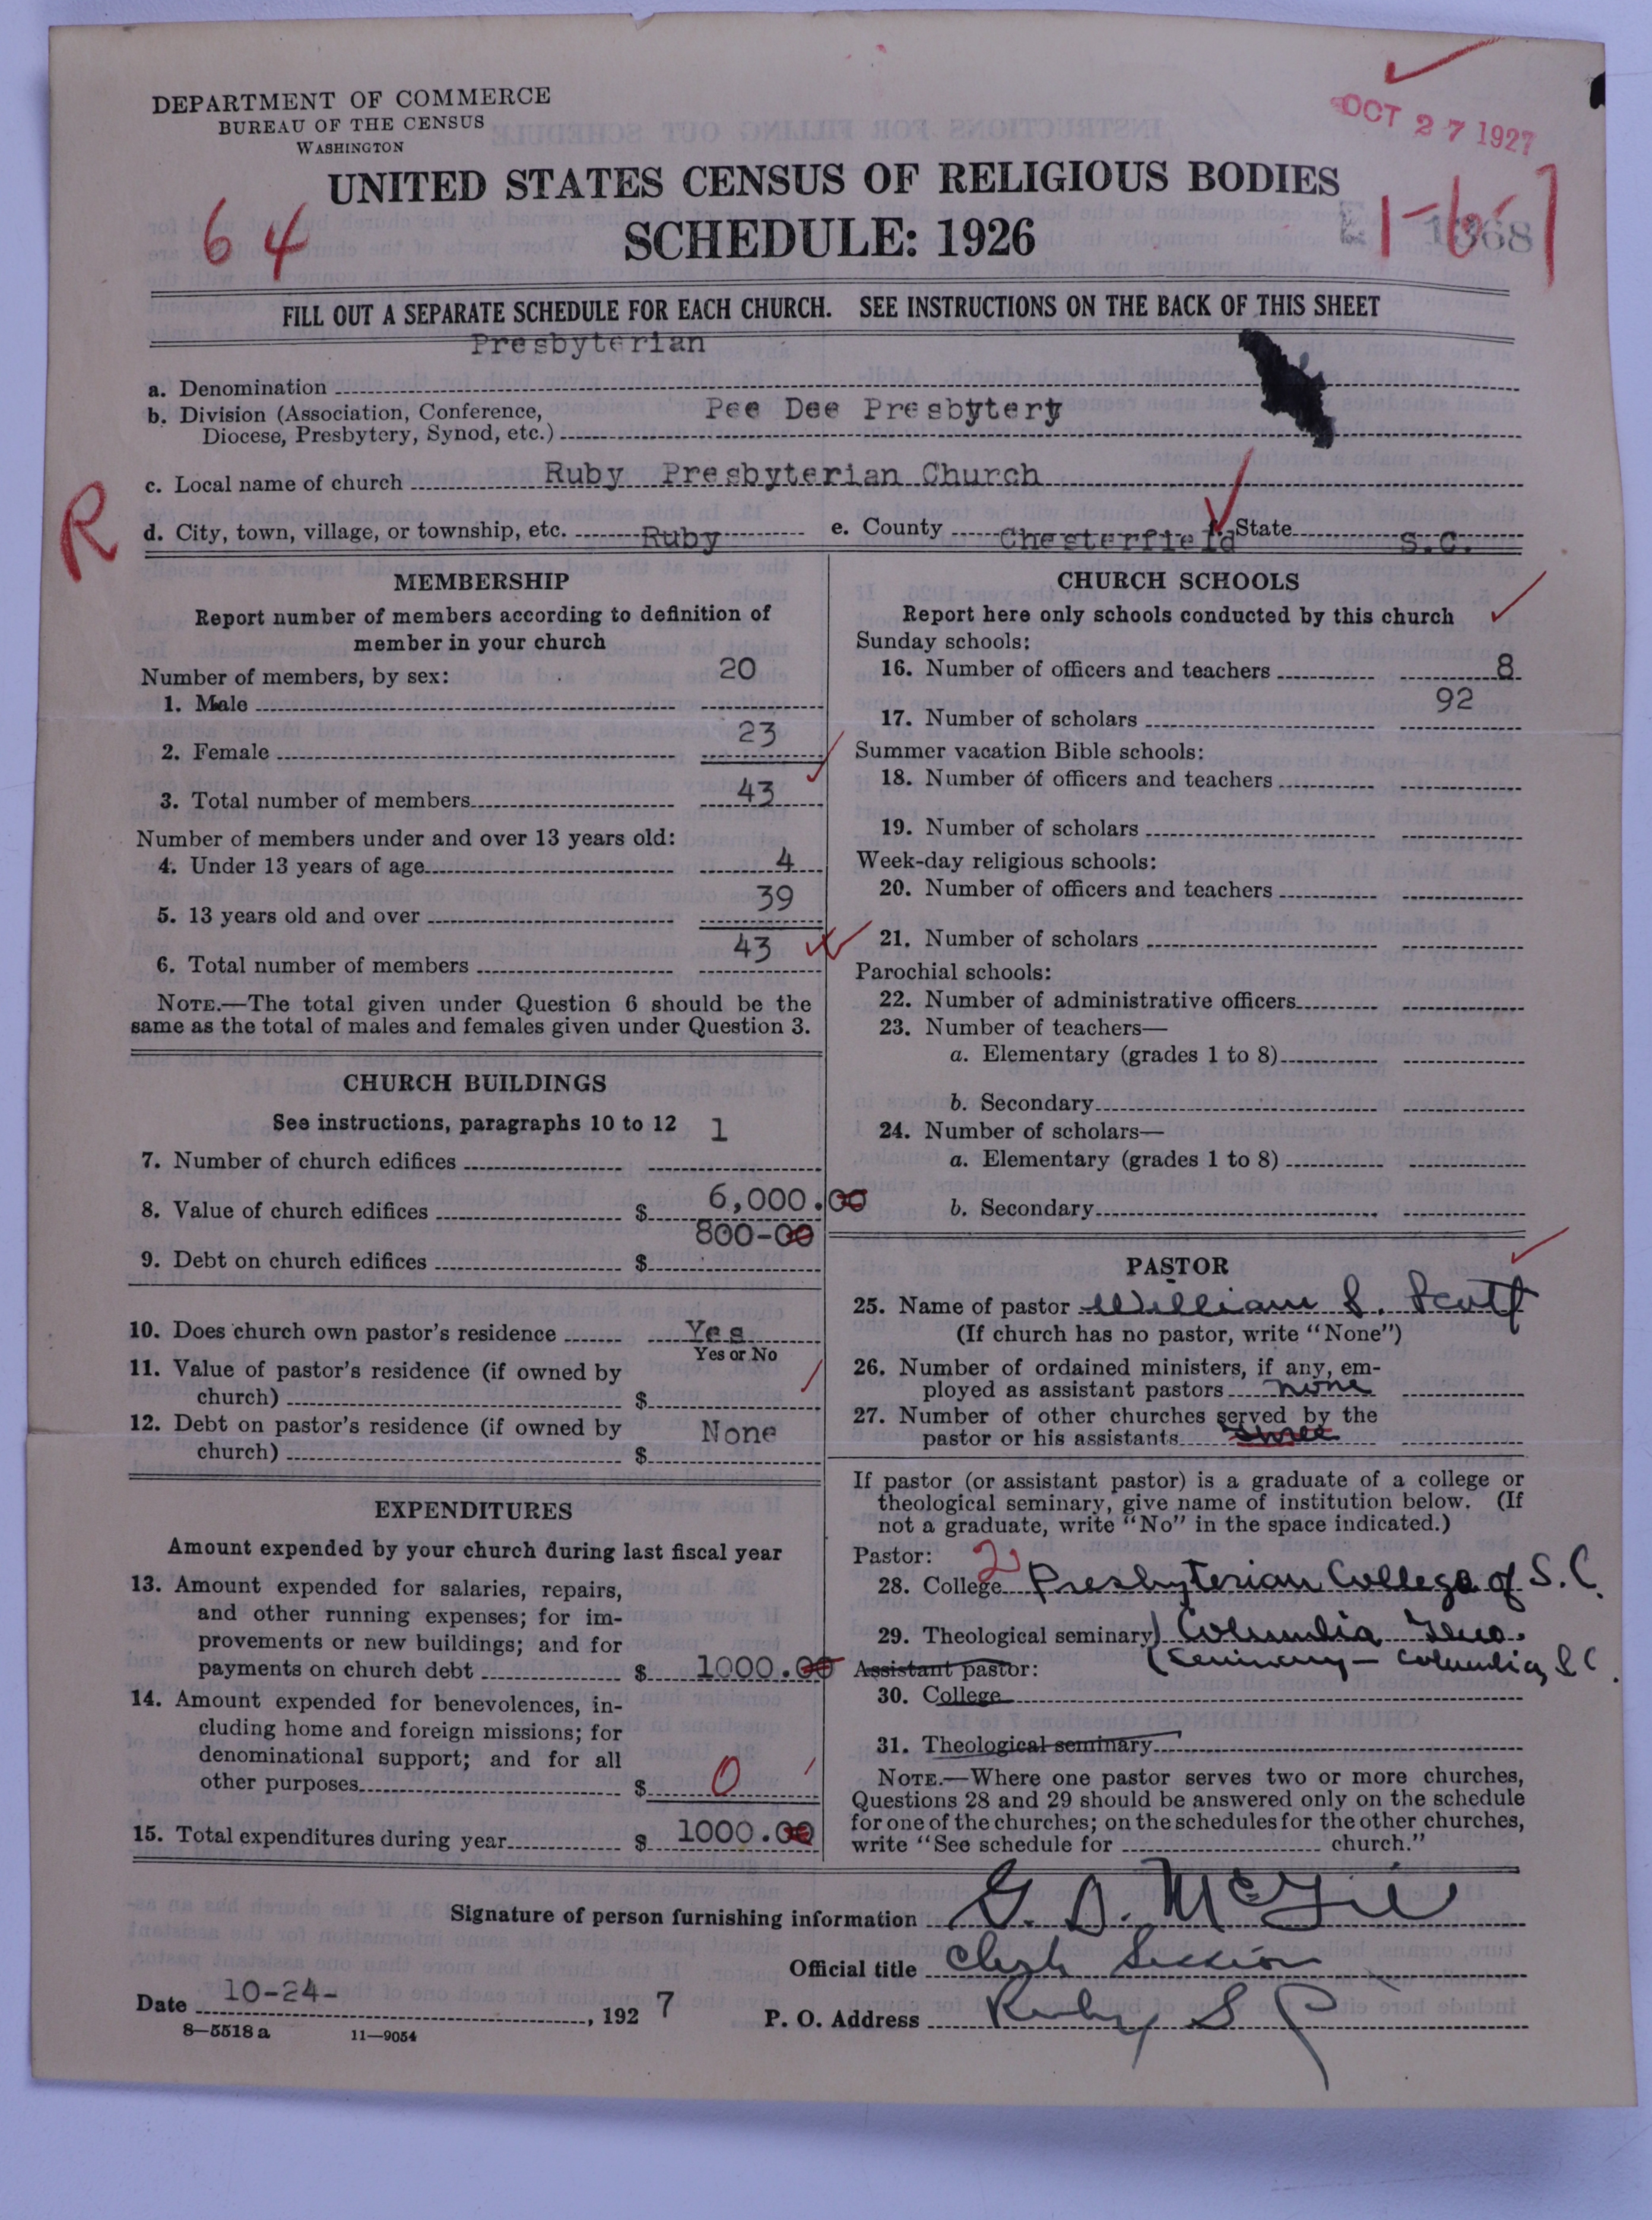 DEPARTMENT OF COMMERCE
BUREAU OF THE CENSUS
WASHINGTON
OCT 27 1927
UNITED STATES CENSUS OF RELIGIOUS BODIES
64
SCHEDULE: 1926
FILL OUT A SEPARATE SCHEDULE FOR EACH CHURCH. SEE INSTRUCTIONS ON THE BACK OF THIS SHEET
Presbyterian
a. Denomination
b. Division (Association, Conference, Pee Dee Presbytery
Diocese, Presbytery, Synod, etc.)
c. Local name of church Ruby Presbyterian Church
R
d. City, town, village, or township, etc. Ruby e. County Chesterfield f. State S.C.
MEMBERSHIP
Report number of members according to definition of
member in your church
Number of members, by sex: 20
1. Male
23
2. Female
3. Total number of members 43
Number of members under and over 13 years old:
4. Under 13 years of age 4
39
5. 13 years old and over
43
6. Total number of members
NOTE.—The total given under Question 6 should be the
same as the total of males and females given under Question 3.
CHURCH BUILDINGS
See instructions, paragraphs 10 to 12 1
7. Number of church edifices
8. Value of church edifices $ 6,000.00
800-00
9. Debt on church edifices $
10. Does church own pastor's residence Yes
Yes or No
11. Value of pastor's residence (if owned by
church) $
12. Debt on pastor's residence (if owned by None
church) $
EXPENDITURES
Amount expended by your church during last fiscal year
13. Amount expended for salaries, repairs,
and other running expenses; for im-
provements or new buildings; and for
payments on church debt $ 1000.00
14. Amount expended for benevolences, in-
cluding home and foreign missions; for
denominational support; and for all
other purposes $ 0
15. Total expenditures during year $ 1000.00
CHURCH SCHOOLS
Report here only schools conducted by this church
Sunday schools:
16. Number of officers and teachers 8
92
17. Number of scholars
Summer vacation Bible schools:
18. Number of officers and teachers
19. Number of scholars
Week-day religious schools:
20. Number of officers and teachers
21. Number of scholars
Parochial schools:
22. Number of administrative officers
23. Number of teachers—
a. Elementary (grades 1 to 8)
b. Secondary
24. Number of scholars—
a. Elementary (grades 1 to 8)
b. Secondary
PASTOR
25. Name of pastor William S. Scott
(If church has no pastor, write "None")
26. Number of ordained ministers, if any, em-
ployed as assistant pastors none
27. Number of other churches served by the
pastor or his assistants three
If pastor (or assistant pastor) is a graduate of a college or
theological seminary, give name of institution below. (If
not a graduate, write "No" in the space indicated.)
Pastor: 2
28. College Presbyterian College of S.C.
29. Theological seminary) Columbia Theo.
Assistant pastor: (Seminary - Columbia, S C.
30. College
31. Theological seminary
NOTE.—Where one pastor serves two or more churches,
Questions 28 and 29 should be answered only on the schedule
for one of the churches; on the schedules for the other churches,
write "See schedule for church."
Signature of person furnishing information G. D. McGill
Official title Clerk Session
Date 10-24- , 1927 P. O. Address Ruby S C
8—5518a 11—9054